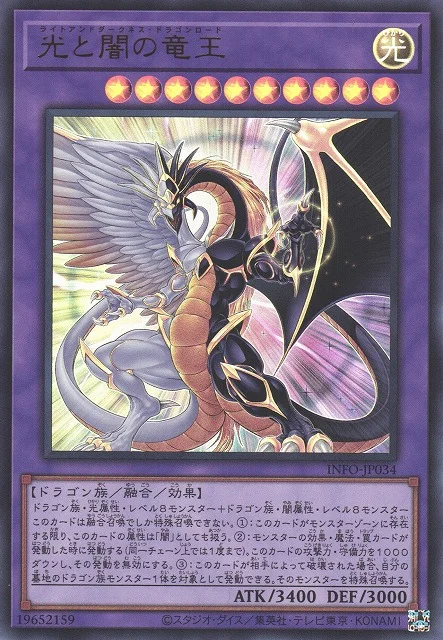 ライトアンドダークネス・ドラゴンロード
光と闇の竜王
光
INFO-JP034
【ドラゴン族／融合／効果】
ドラゴン族・光属性・レベル8モンスター＋ドラゴン族・闇属性・レベル8モンスター
このカードは融合召喚でしか特殊召喚できない。①：このカードがモンスターゾーンに存在
する限り、このカードの属性は「闇」としても扱う。②：モンスターの効果・魔法・罠カードが
発動した時に発動する(同一チェーン上では1度まで)。このカードの攻撃力・守備力を1000
ダウンし、その発動を無効にする。③：このカードが相手によって破壊された場合、自分の
墓地のドラゴン族モンスター1体を対象として発動できる。そのモンスターを特殊召喚する。
ATK/3400 DEF/3000
19652159
©スタジオ・ダイス／集英社・テレビ東京・KONAMI